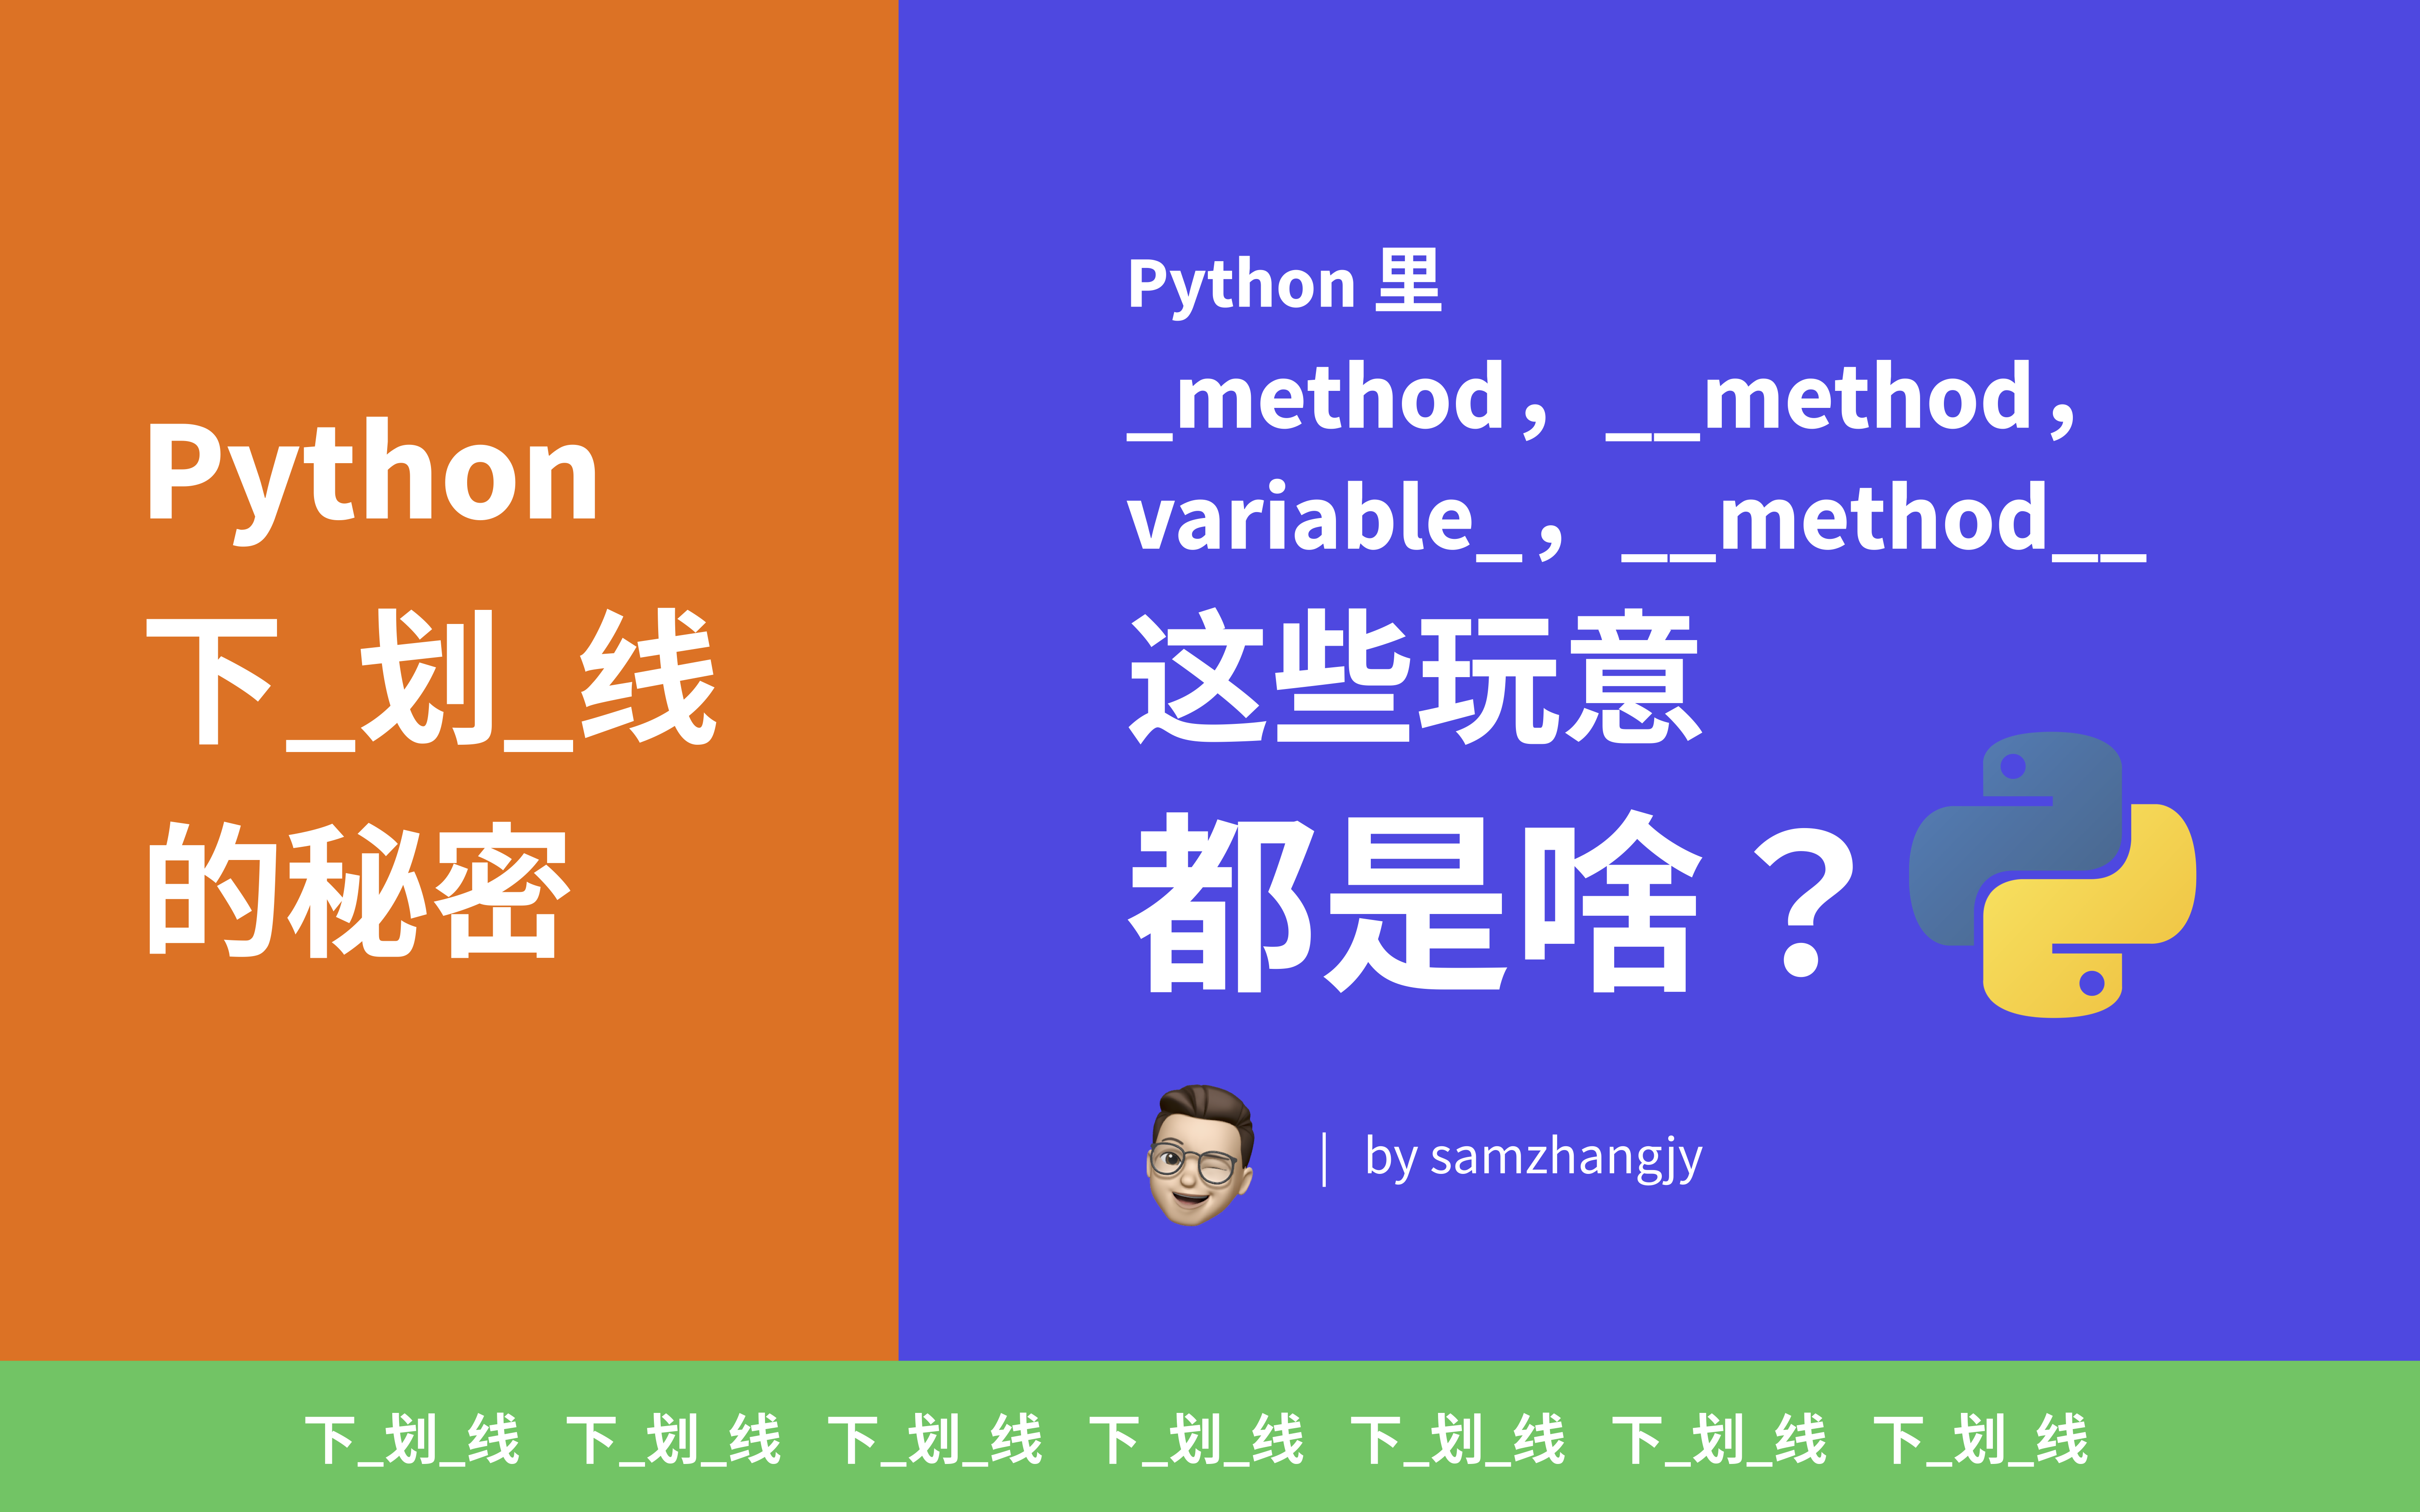 Python
下_划_线
的秘密
Python 里
_method，__method，
variable_，__method__
这些玩意
都是啥？
| by samzhangjy
下_划_线 下_划_线 下_划_线 下_划_线 下_划_线 下_划_线 下_划_线